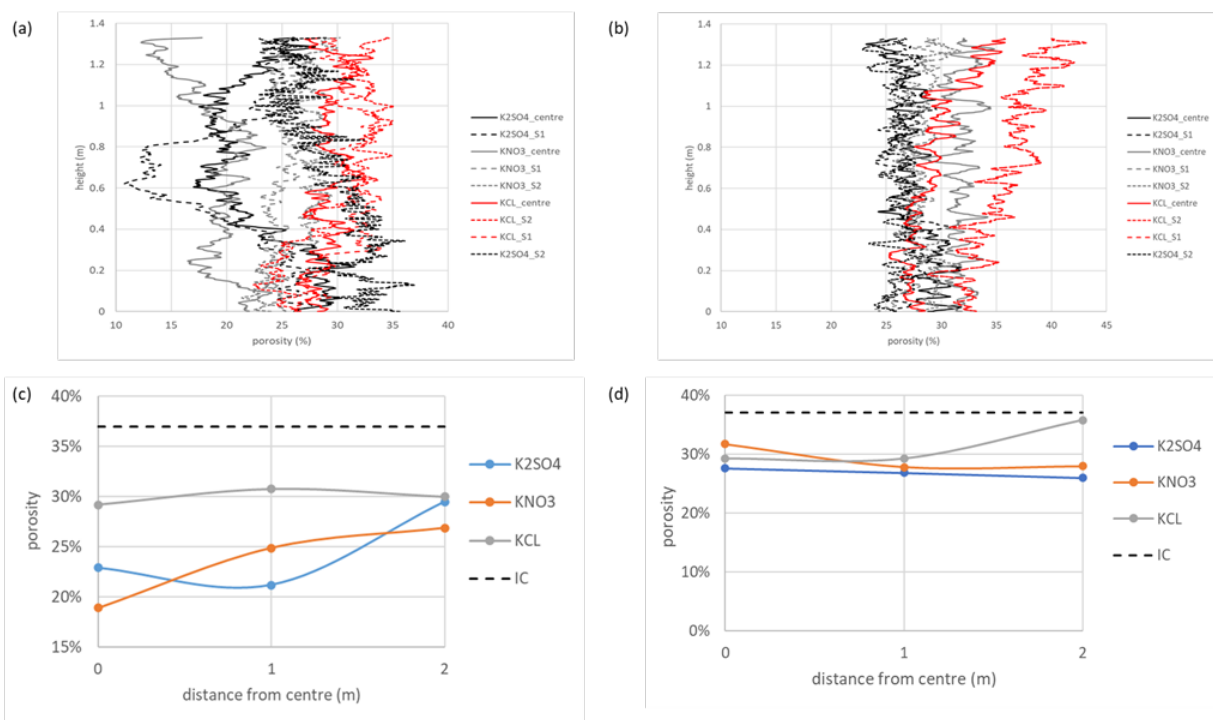 (a)
1.4
1.2
1
0.8
0.6
0.4
0.2
0
height (m)
10 15 20 25 30 35 40
porosity (%)
K2SO4_centre
K2SO4_S1
KNO3_centre
KNO3_S1
KNO3_S2
KCL_centre
KCL_S2
KCL_S1
K2SO4_S2
(b)
1.4
1.2
1
0.8
0.6
0.4
0.2
0
height (m)
10 15 20 25 30 35 40 45
porosity (%)
K2SO4_centre
K2SO4_S1
KNO3_centre
KNO3_S1
KNO3_S2
KCL_centre
KCL_S2
KCL_S1
K2SO4_S2
(c)
40%
35%
30%
25%
20%
15%
porosity
0 1 2
distance from centre (m)
K2SO4
KNO3
KCL
IC
(d)
40%
30%
20%
10%
0%
porosity
0 1 2
distance from centre (m)
K2SO4
KNO3
KCL
IC